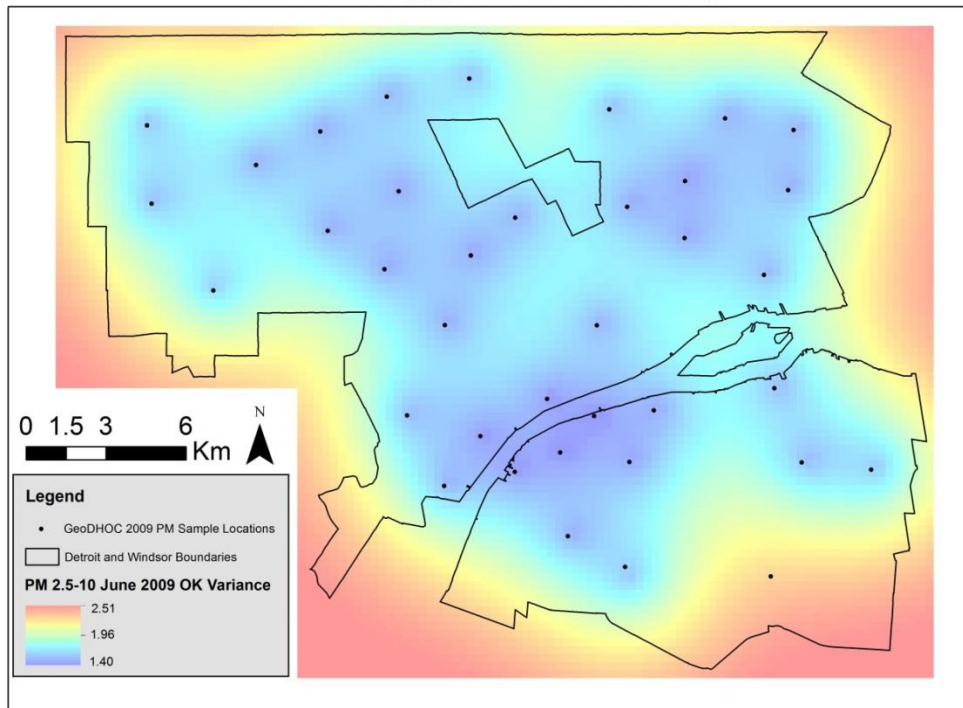 0 1.5 3 6
Km
N
Legend
GeoDHOC 2009 PM Sample Locations
Detroit and Windsor Boundaries
PM 2.5-10 June 2009 OK Variance
2.51
1.96
1.40